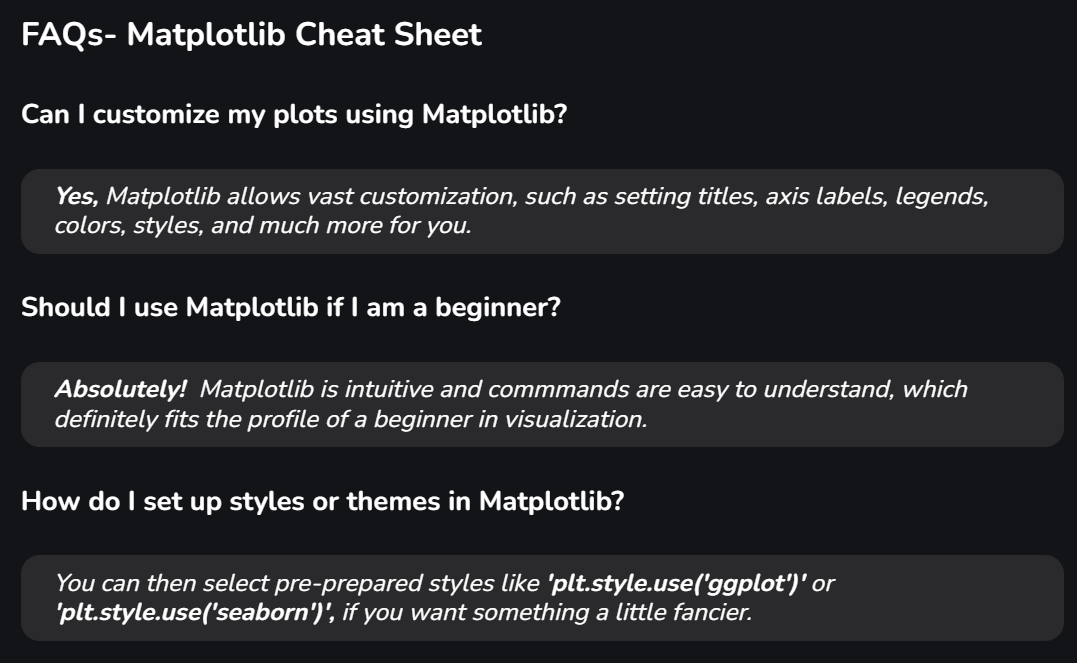 FAQs- Matplotlib Cheat Sheet
Can I customize my plots using Matplotlib?
Yes, Matplotlib allows vast customization, such as setting titles, axis labels, legends,
colors, styles, and much more for you.
Should I use Matplotlib if I am a beginner?
Absolutely!  Matplotlib is intuitive and commmands are easy to understand, which
definitely fits the profile of a beginner in visualization.
How do I set up styles or themes in Matplotlib?
You can then select pre-prepared styles like 'plt.style.use('ggplot')' or
'plt.style.use('seaborn')', if you want something a little fancier.